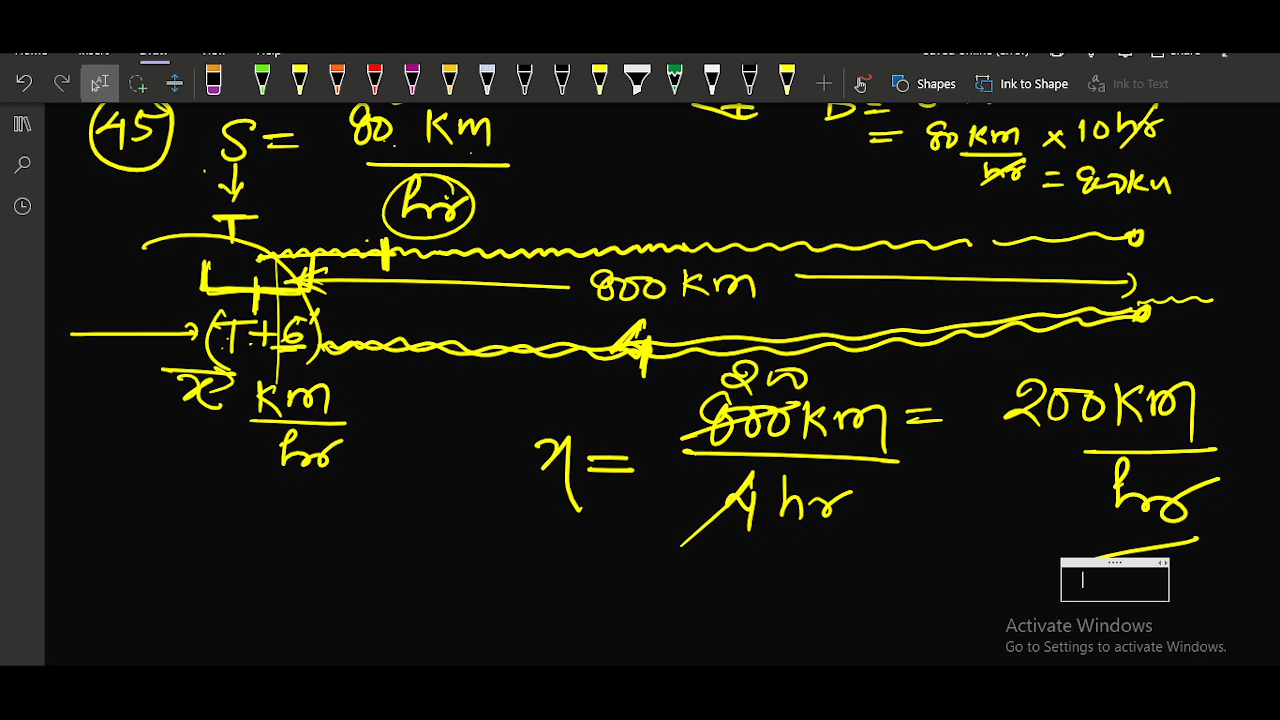 Shapes Ink to Shape Ink to Text
45 S = 80 km/hr
= 80 km/hr × 10 hr
= 800 km
T
800 km
(T+6)
x km/hr
x = 800 km/4 hr = 200 km/hr
200
Activate Windows
Go to Settings to activate Windows.